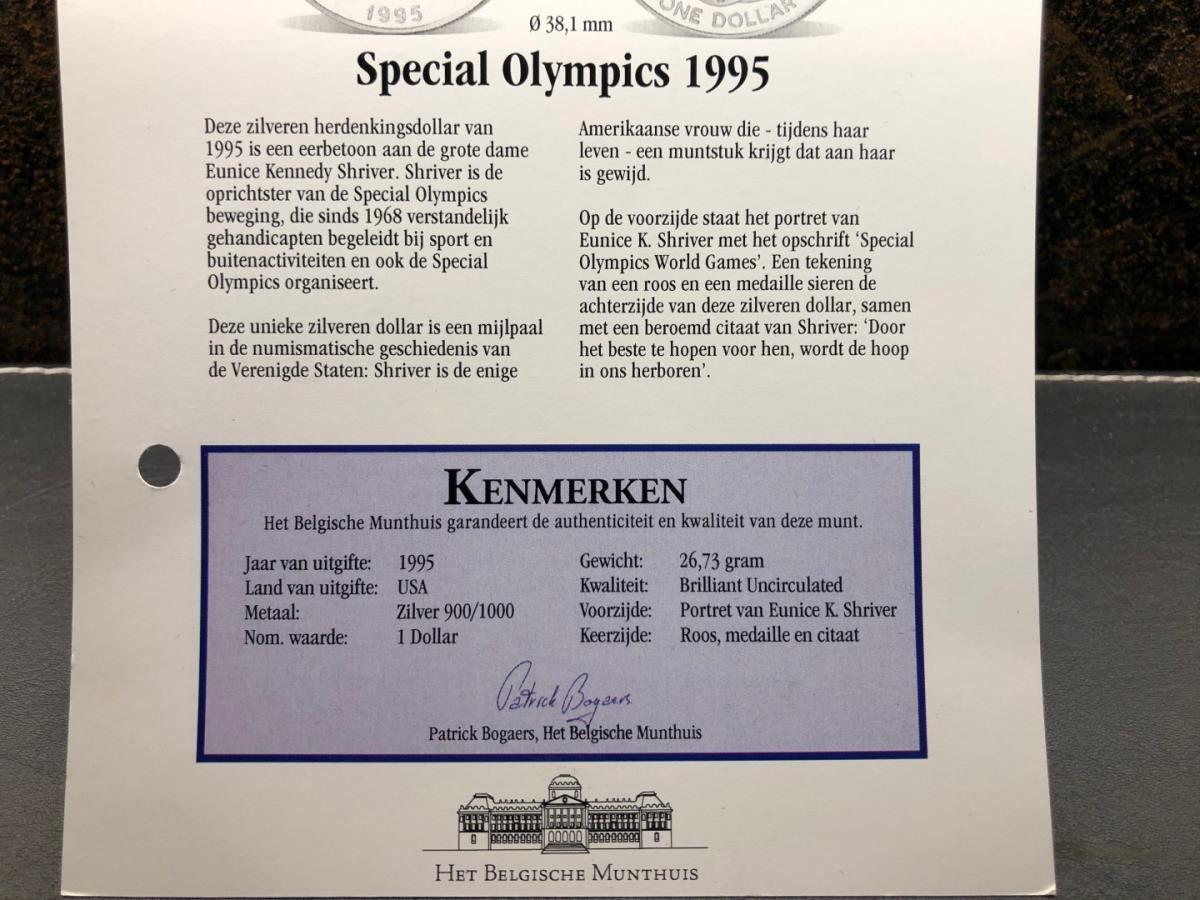 1995
ONE DOLLAR
Ø 38,1 mm
Special Olympics 1995
Deze zilveren herdenkingsdollar van
1995 is een eerbetoon aan de grote dame
Eunice Kennedy Shriver. Shriver is de
oprichtster van de Special Olympics
beweging, die sinds 1968 verstandelijk
gehandicapten begeleidt bij sport en
buitenactiviteiten en ook de Special
Olympics organiseert.
Deze unieke zilveren dollar is een mijlpaal
in de numismatische geschiedenis van
de Verenigde Staten: Shriver is de enige
Amerikaanse vrouw die - tijdens haar
leven - een muntstuk krijgt dat aan haar
is gewijd.
Op de voorzijde staat het portret van
Eunice K. Shriver met het opschrift ‘Special
Olympics World Games’. Een tekening
van een roos en een medaille sieren de
achterzijde van deze zilveren dollar, samen
met een beroemd citaat van Shriver: ‘Door
het beste te hopen voor hen, wordt de hoop
in ons herboren’.
KENMERKEN
Het Belgische Munthuis garandeert de authenticiteit en kwaliteit van deze munt.
Jaar van uitgifte: 1995
Land van uitgifte: USA
Metaal: Zilver 900/1000
Nom. waarde: 1 Dollar
Gewicht: 26,73 gram
Kwaliteit: Brilliant Uncirculated
Voorzijde: Portret van Eunice K. Shriver
Keerzijde: Roos, medaille en citaat
Patrick Bogaers
Patrick Bogaers, Het Belgische Munthuis
HET BELGISCHE MUNTHUIS